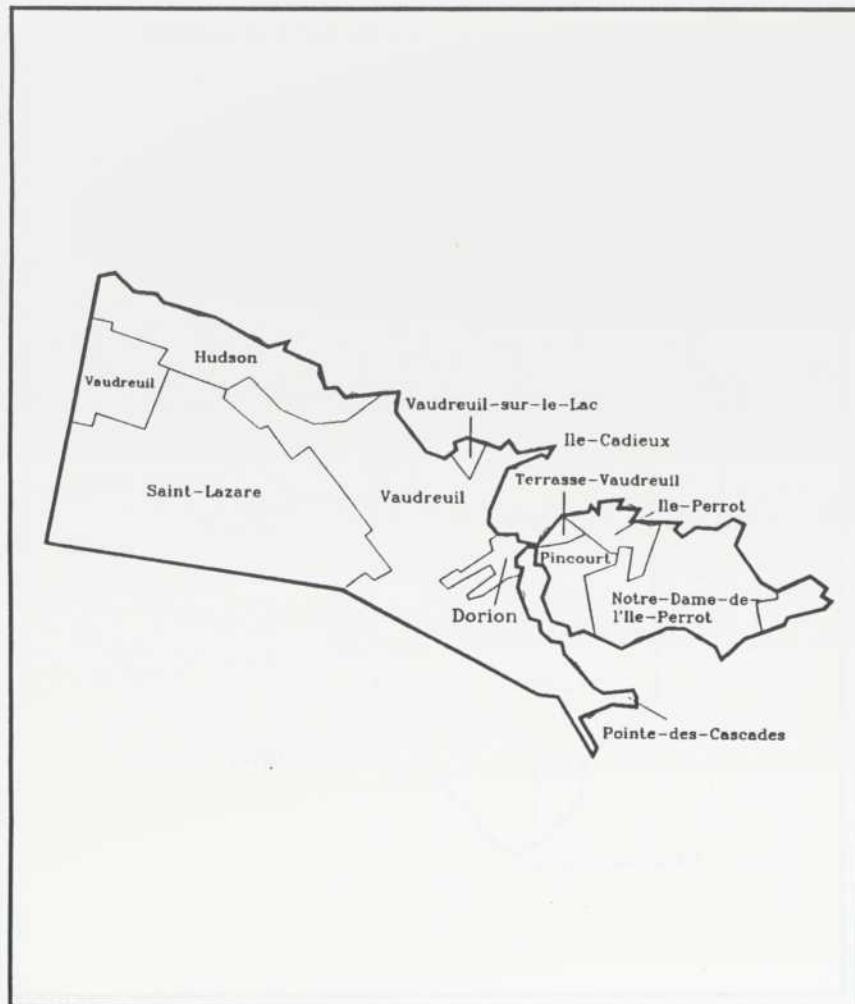 Hudson
Vaudreuil
Vaudreuil-sur-le-Lac
Ile-Cadieux
Terrasse-Vaudreuil
Saint-Lazare
Vaudreuil
Ile-Perrot
Pincourt
Notre-Dame-de-
l'Ile-Perrot
Dorion
Pointe-des-Cascades